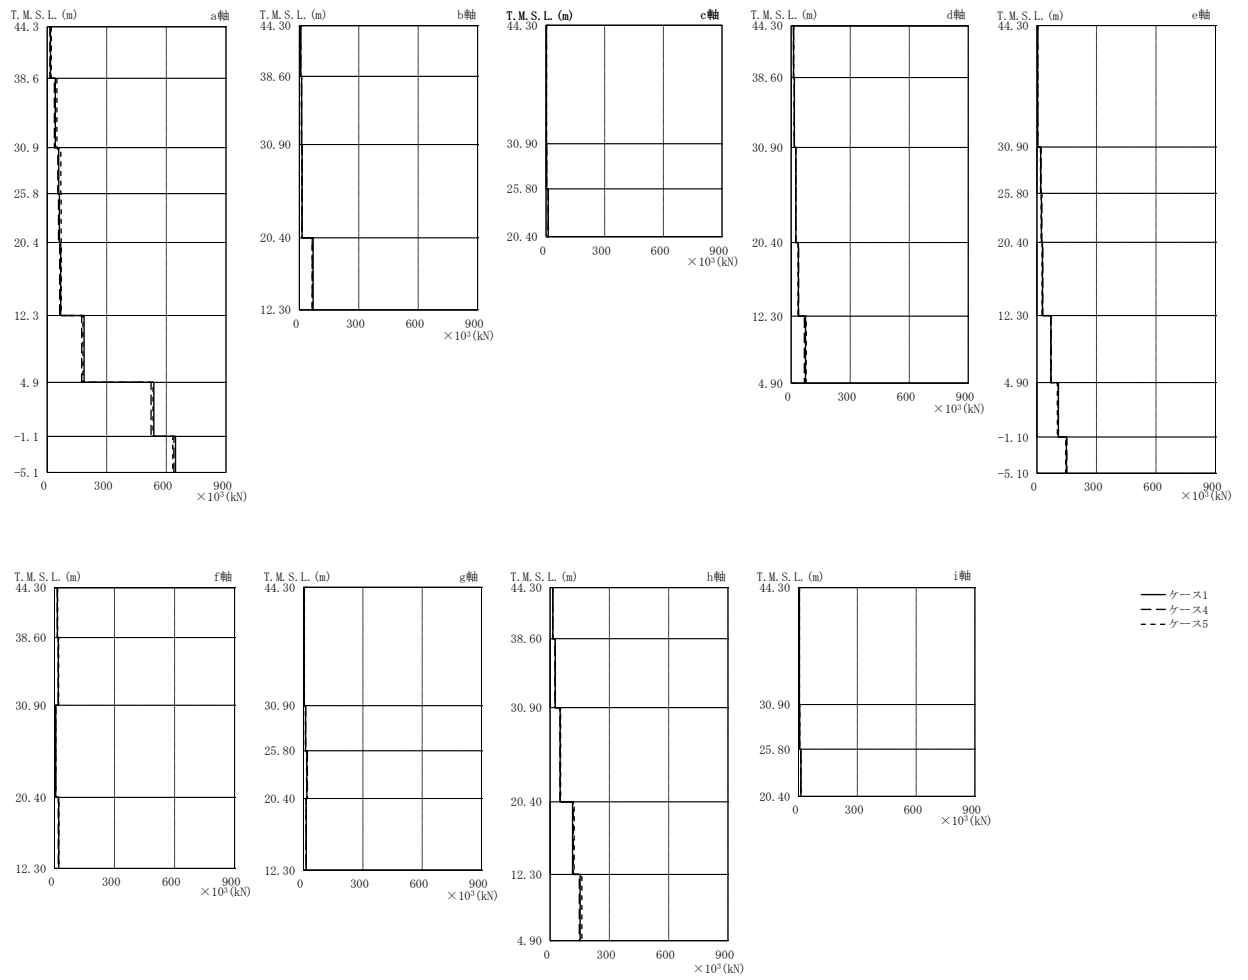 T.M.S.L.(m) a軸
44.3
38.6
30.9
25.8
20.4
12.3
4.9
-1.1
-5.1
0 300 600 900
×10³(kN)
T.M.S.L.(m) b軸
44.30
38.60
30.90
20.40
12.30
0 300 600 900
×10³(kN)
T.M.S.L.(m) c軸
44.30
30.90
25.80
20.40
0 300 600 900
×10³(kN)
T.M.S.L.(m) d軸
44.30
38.60
30.90
20.40
12.30
4.90
0 300 600 900
×10³(kN)
T.M.S.L.(m) e軸
44.30
30.90
25.80
20.40
12.30
4.90
-1.10
-5.10
0 300 600 900
×10³(kN)
T.M.S.L.(m) f軸
44.30
38.60
30.90
20.40
12.30
0 300 600 900
×10³(kN)
T.M.S.L.(m) g軸
44.30
30.90
25.80
20.40
12.30
0 300 600 900
×10³(kN)
T.M.S.L.(m) h軸
44.30
38.60
30.90
20.40
12.30
4.90
0 300 600 900
×10³(kN)
T.M.S.L.(m) i軸
44.30
30.90
25.80
20.40
0 300 600 900
×10³(kN)
ケース1
ケース4
ケース5